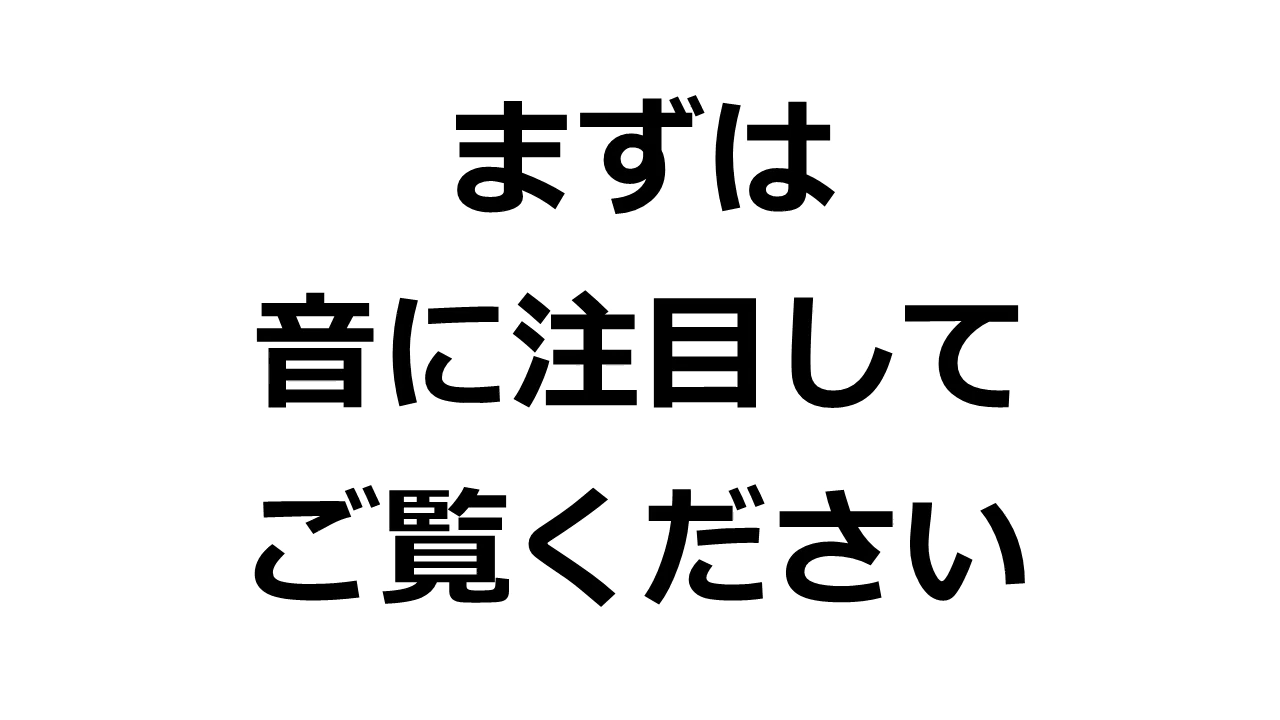 まずは
音に注目して
ご覧ください